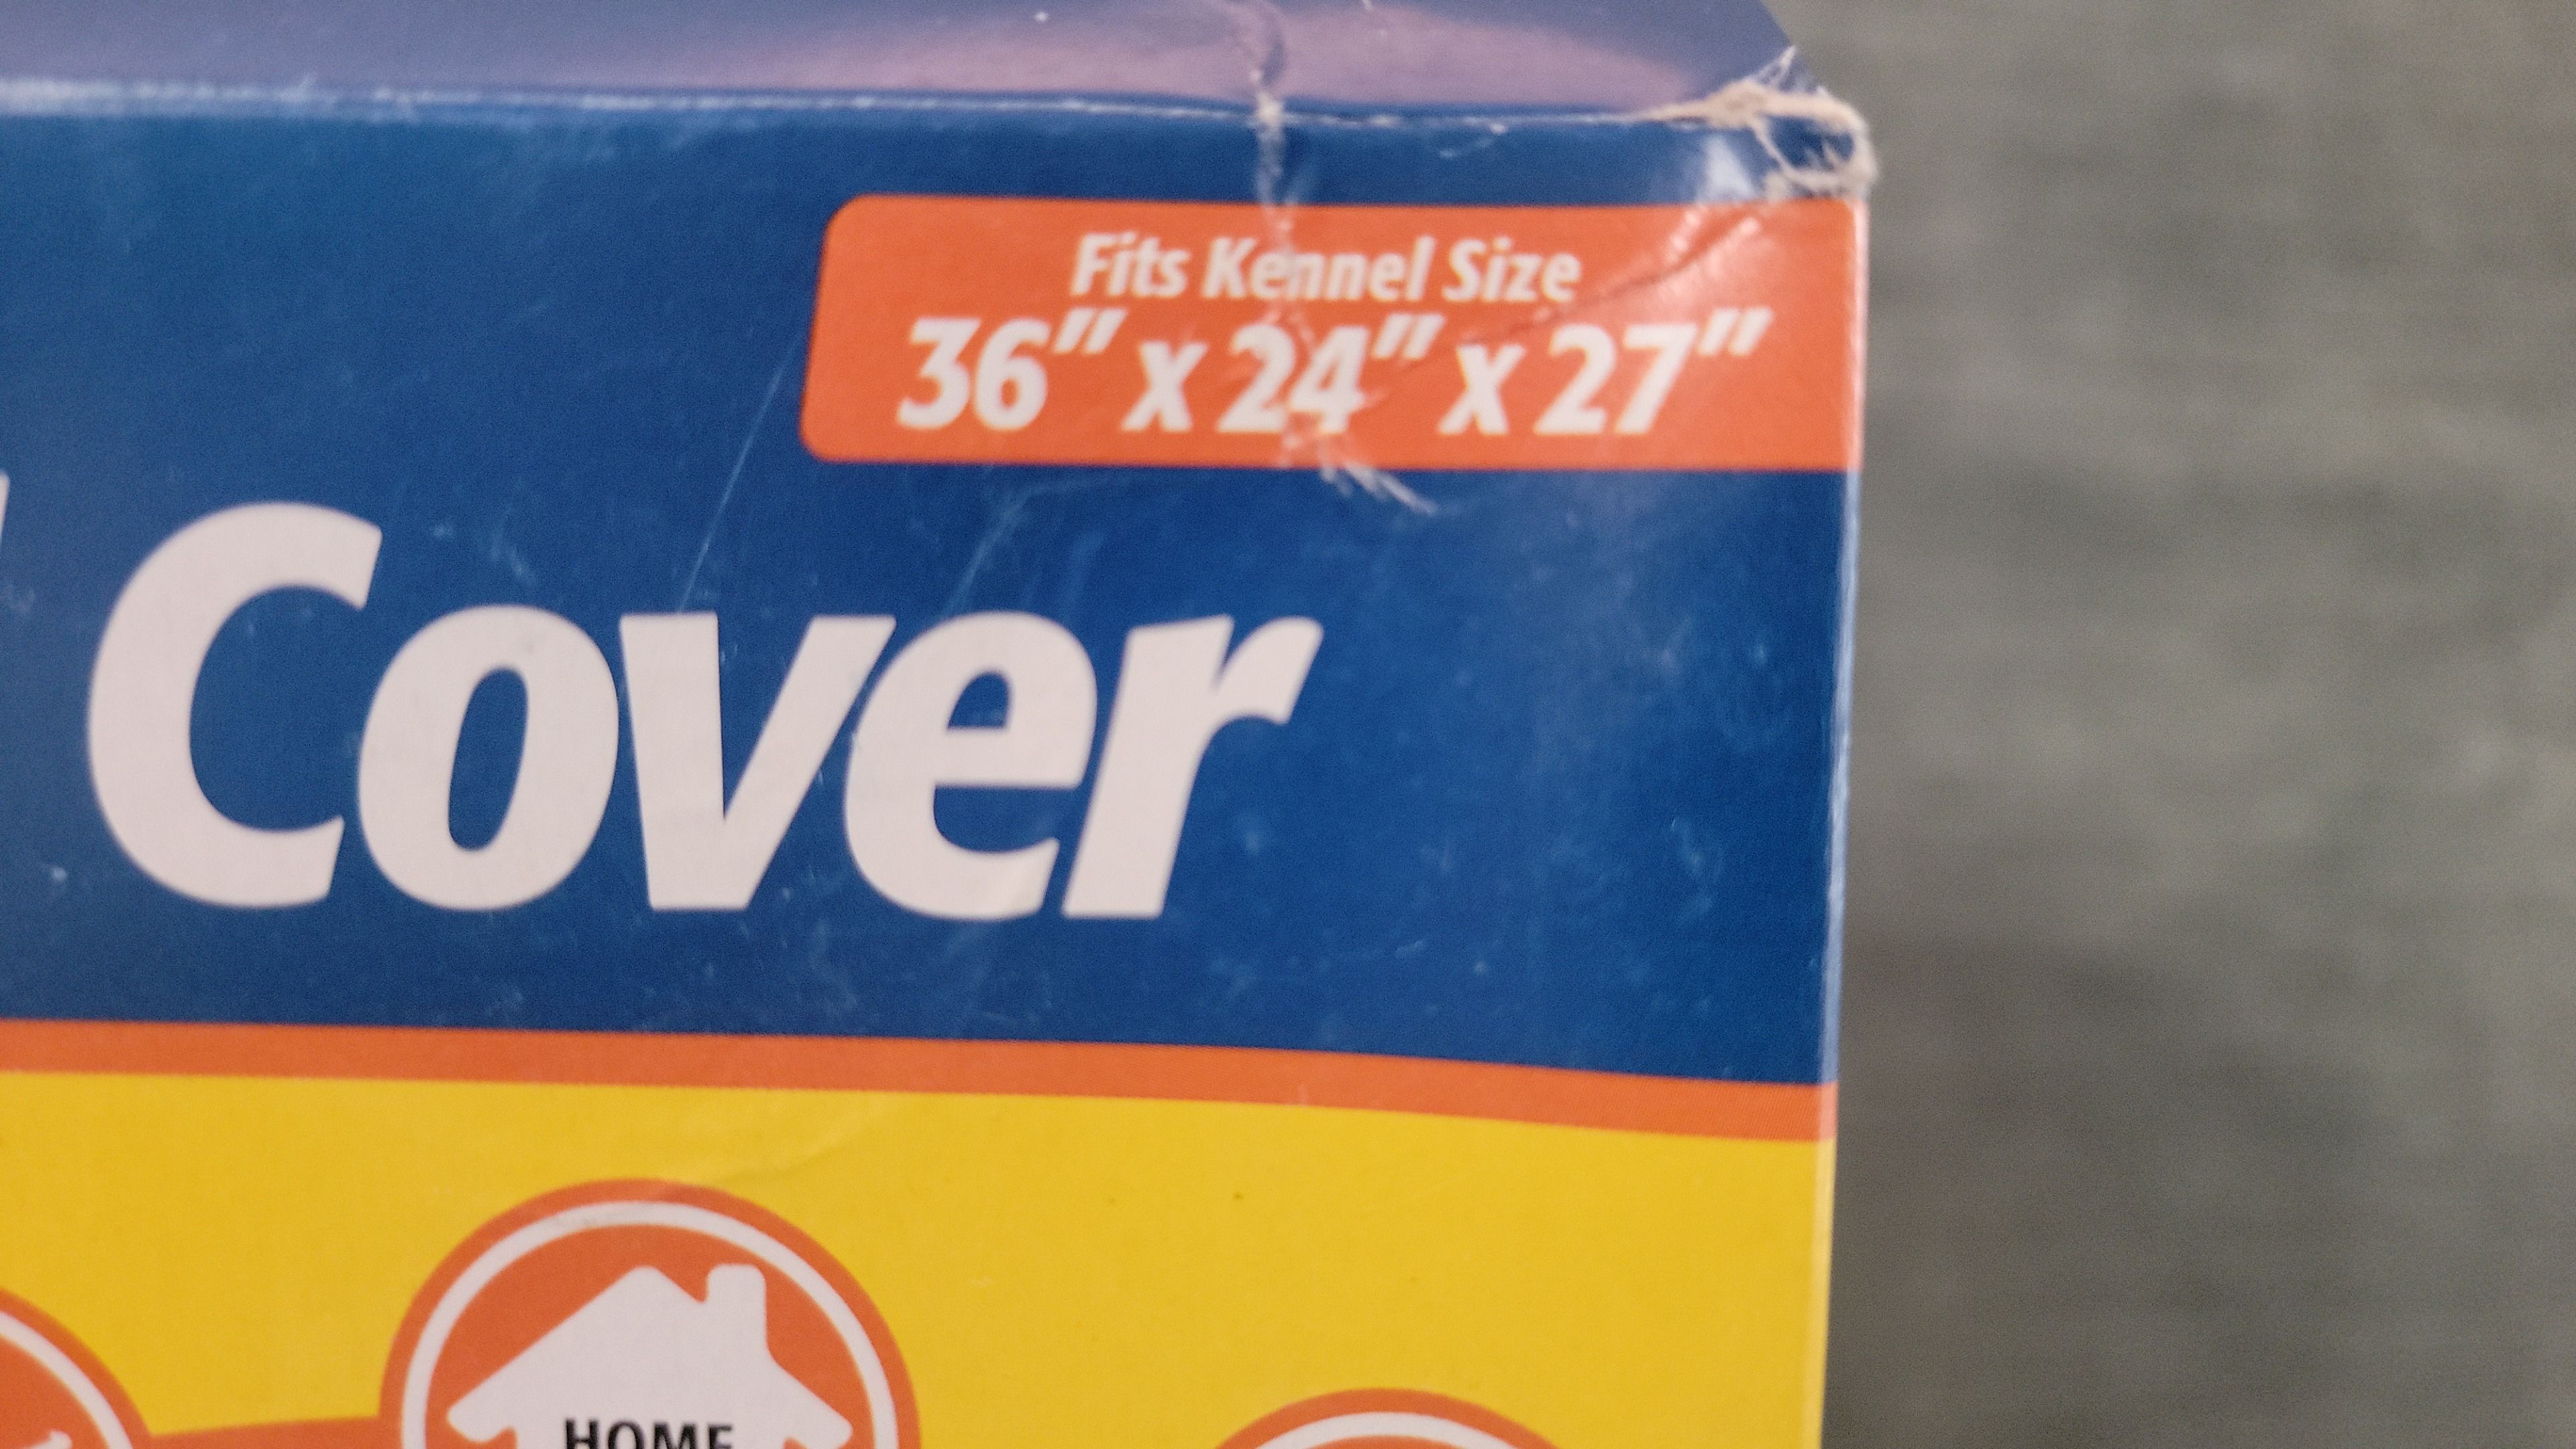 Fits Kennel Size
36" x 24" x 27"
Cover
HOME